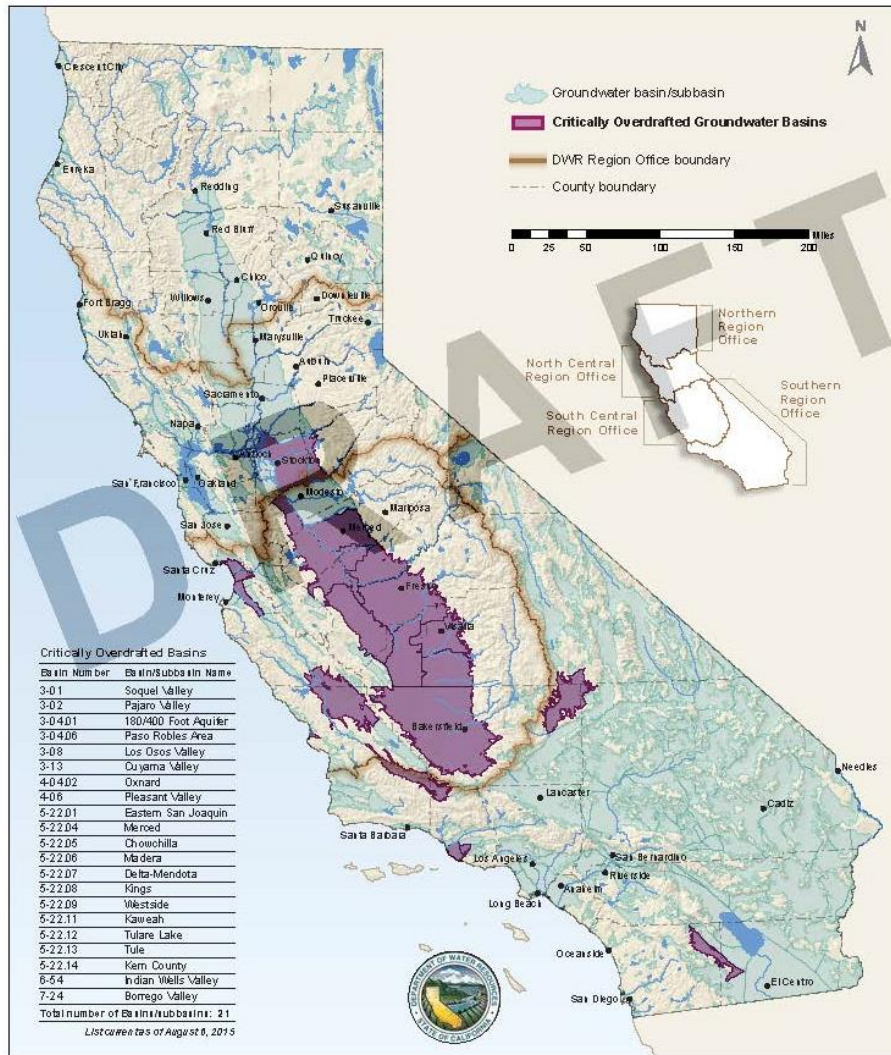 N
Groundwater basin/subbasin
Critically Overdrafted Groundwater Basins
DWR Region Office boundary
County boundary
Miles
0 25 50 100 150 200
Northern
Region
Office
North Central
Region Office
Southern
Region
Office
South Central
Region Office
DRAFT
Crescent City
Eureka
Redding
Susanville
Red Bluff
Quincy
Chico
Willows
Oroville
Downieville
Fort Bragg
Truckee
Ukiah
Marysville
Auburn
Placerville
Sacramento
Napa
Antioch
Stockton
San Francisco
Oakland
Modesto
Mariposa
San Jose
Merced
Santa Cruz
Fresno
Monterey
Visalia
Bakersfield
Needles
Lancaster
Cadiz
Santa Barbara
Los Angeles
San Bernardino
Riverside
Anaheim
Long Beach
Oceanside
El Centro
San Diego
Critically Overdrafted Basins
Basin Number Basin/Subbasin Name
3-01 Soquel Valley
3-02 Pajaro Valley
3-04.01 180/400 Foot Aquifer
3-04.06 Paso Robles Area
3-08 Los Osos Valley
3-13 Cuyama Valley
4-04.02 Oxnard
4-06 Pleasant Valley
5-22.01 Eastern San Joaquin
5-22.04 Merced
5-22.05 Chowchilla
5-22.06 Madera
5-22.07 Delta-Mendota
5-22.08 Kings
5-22.09 Westside
5-22.11 Kaweah
5-22.12 Tulare Lake
5-22.13 Tule
5-22.14 Kern County
6-54 Indian Wells Valley
7-24 Borrego Valley
Total number of Basins/subbasins: 21
List current as of August 6, 2015
DEPARTMENT OF WATER RESOURCES
STATE OF CALIFORNIA